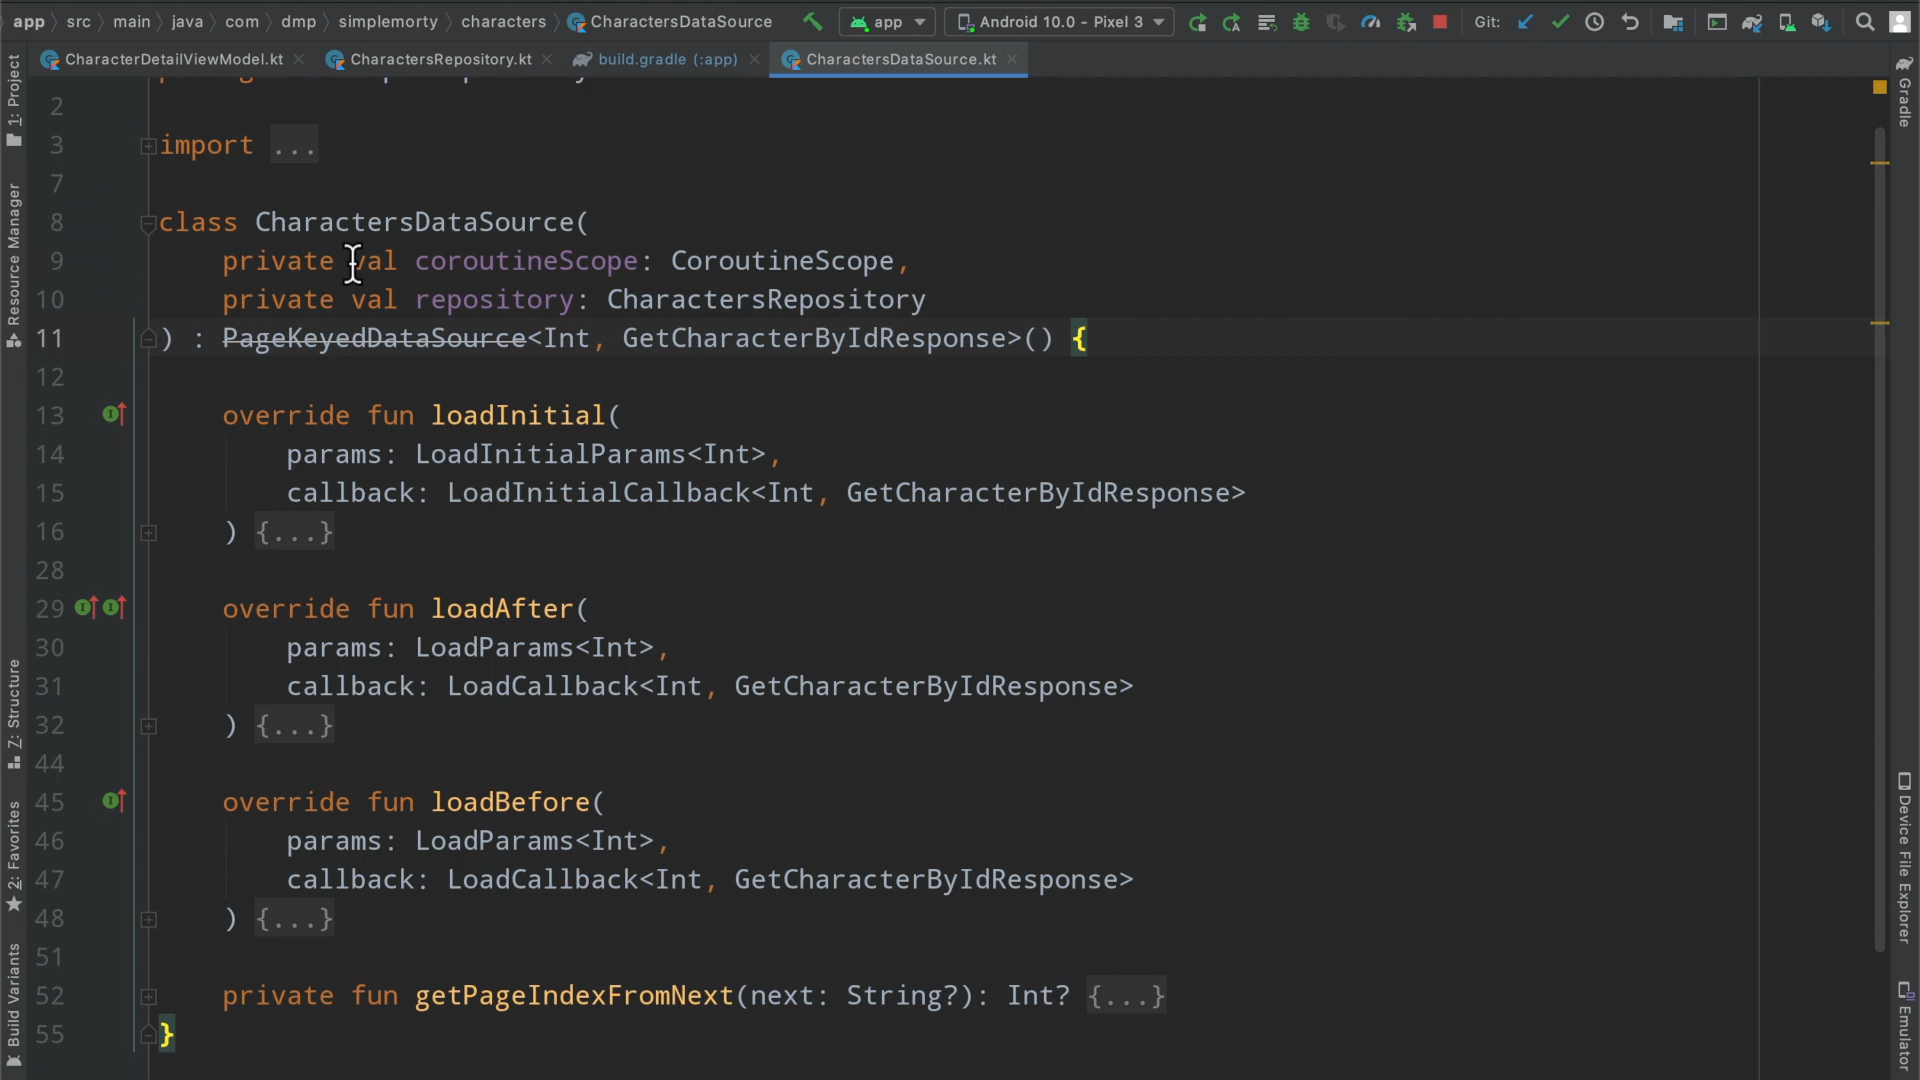 app > src > main > java > com > dmp > simplemorty > characters > CharactersDataSource
app
Android 10.0 - Pixel 3
Git:
CharacterDetailViewModel.kt
CharactersRepository.kt
build.gradle (:app)
CharactersDataSource.kt
1: Project
Resource Manager
Z: Structure
2: Favorites
Build Variants
Gradle
Device File Explorer
Emulator
2
3 import ...
7
8 class CharactersDataSource(
9 private val coroutineScope: CoroutineScope,
10 private val repository: CharactersRepository
11 ) : PageKeyedDataSource<Int, GetCharacterByIdResponse>() {
12
13 override fun loadInitial(
14 params: LoadInitialParams<Int>,
15 callback: LoadInitialCallback<Int, GetCharacterByIdResponse>
16 ) {...}
28
29 override fun loadAfter(
30 params: LoadParams<Int>,
31 callback: LoadCallback<Int, GetCharacterByIdResponse>
32 ) {...}
44
45 override fun loadBefore(
46 params: LoadParams<Int>,
47 callback: LoadCallback<Int, GetCharacterByIdResponse>
48 ) {...}
51
52 private fun getPageIndexFromNext(next: String?): Int? {...}
55 }